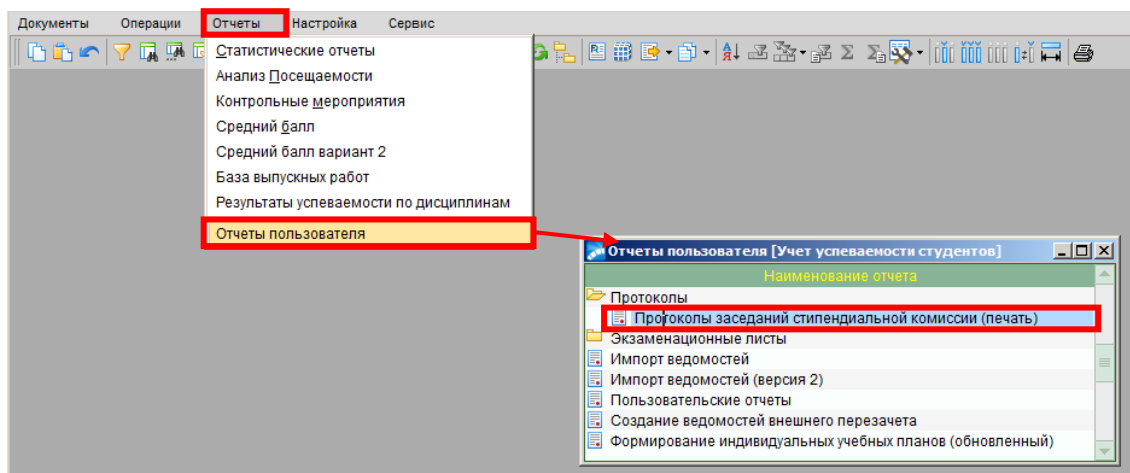 Документы Операции Отчеты Настройка Сервис
Статистические отчеты
Анализ Посещаемости
Контрольные мероприятия
Средний балл
Средний балл вариант 2
База выпускных работ
Результаты успеваемости по дисциплинам
Отчеты пользователя
Отчеты пользователя [Учет успеваемости студентов]
Наименование отчета
Протоколы
Протоколы заседаний стипендиальной комиссии (печать)
Экзаменационные листы
Импорт ведомостей
Импорт ведомостей (версия 2)
Пользовательские отчеты
Создание ведомостей внешнего перезачета
Формирование индивидуальных учебных планов (обновленный)